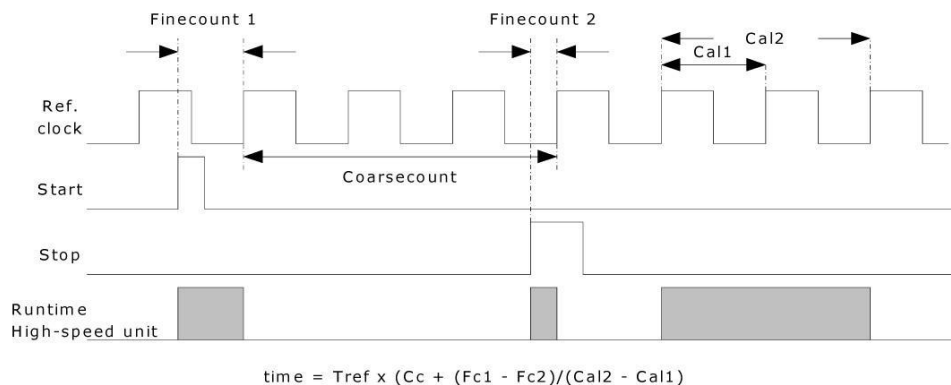 Finecount 1
Finecount 2
Cal2
Cal1
Ref.
clock
Coarsecount
Start
Stop
Runtime
High-speed unit
time = Tref x (Cc + (Fc1 - Fc2)/(Cal2 - Cal1)